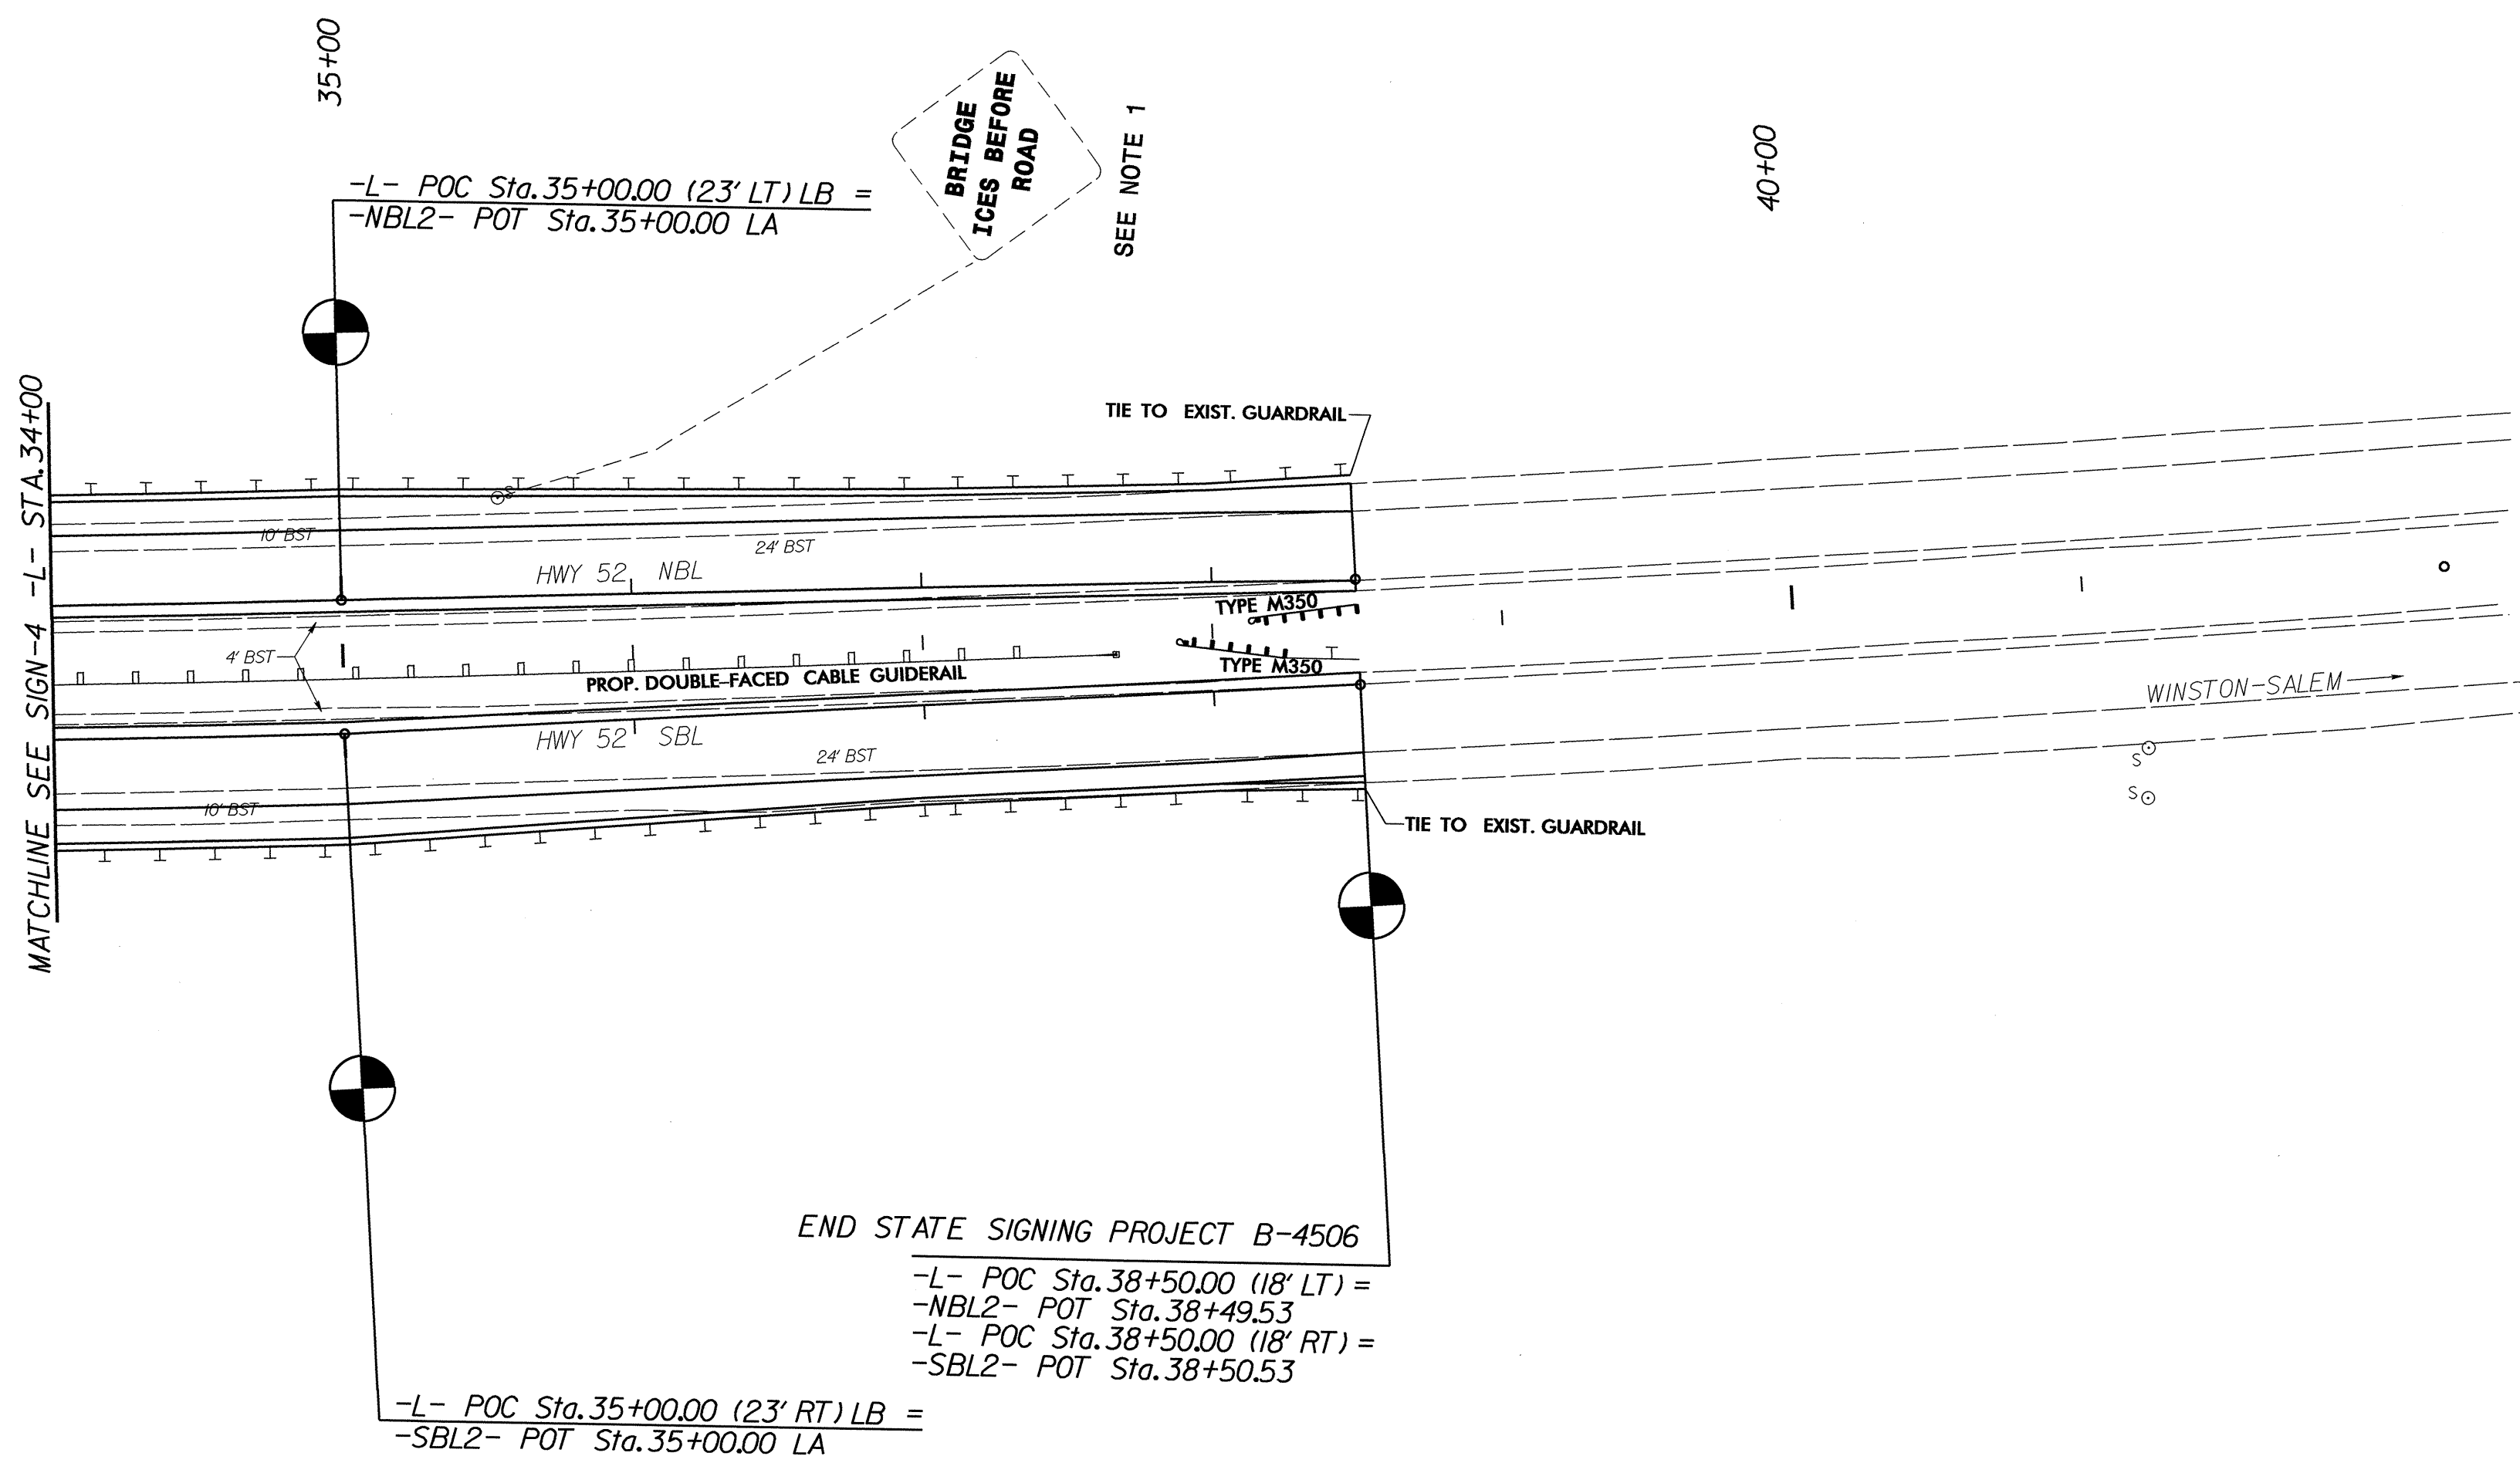 35+00
40+00
BRIDGE
ICES BEFORE
ROAD
SEE NOTE 1
-L- POC Sta.35+00.00 (23' LT) LB =
-NBL2- POT Sta.35+00.00 LA
MATCHLINE SEE SIGN-4 -L- STA.34+00
TIE TO EXIST. GUARDRAIL
S
10' BST
24' BST
HWY 52 NBL
TYPE M350
4' BST
TYPE M350
PROP. DOUBLE-FACED CABLE GUIDERAIL
WINSTON-SALEM
HWY 52 SBL
24' BST
S
S
10' BST
TIE TO EXIST. GUARDRAIL
END STATE SIGNING PROJECT B-4506
-L- POC Sta.38+50.00 (18' LT) =
-NBL2- POT Sta.38+49.53
-L- POC Sta.38+50.00 (18' RT) =
-SBL2- POT Sta.38+50.53
-L- POC Sta.35+00.00 (23' RT) LB =
-SBL2- POT Sta.35+00.00 LA